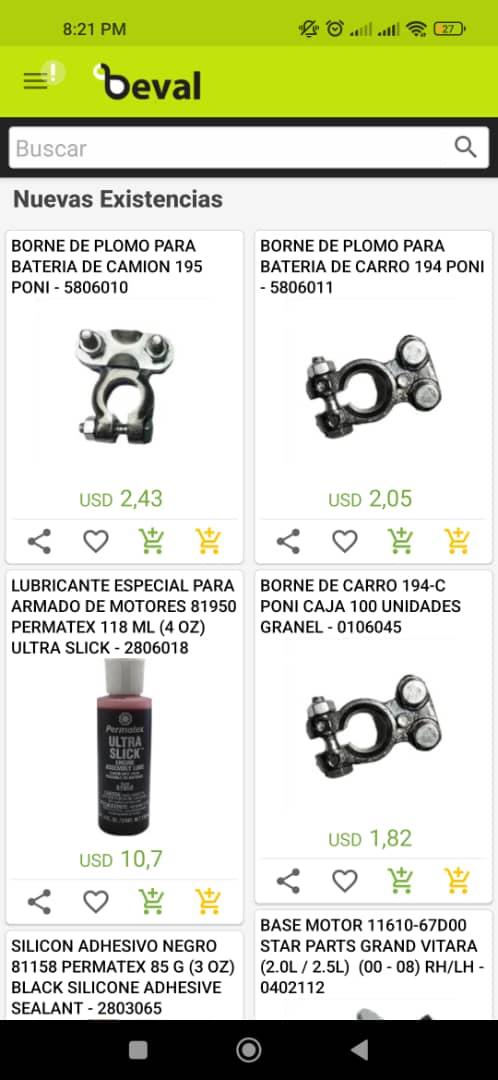 8:21 PM
27
beval
Buscar
Nuevas Existencias
BORNE DE PLOMO PARA
BATERIA DE CAMION 195
PONI - 5806010
USD 2,43
BORNE DE PLOMO PARA
BATERIA DE CARRO 194 PONI
- 5806011
USD 2,05
LUBRICANTE ESPECIAL PARA
ARMADO DE MOTORES 81950
PERMATEX 118 ML (4 OZ)
ULTRA SLICK - 2806018
Permatex
ULTRA
SLICK
ENGINE
ASSEMBLY LUBE
USD 10,7
BORNE DE CARRO 194-C
PONI CAJA 100 UNIDADES
GRANEL - 0106045
USD 1,82
SILICON ADHESIVO NEGRO
81158 PERMATEX 85 G (3 OZ)
BLACK SILICONE ADHESIVE
SEALANT - 2803065
BASE MOTOR 11610-67D00
STAR PARTS GRAND VITARA
(2.0L / 2.5L) (00 - 08) RH/LH -
0402112